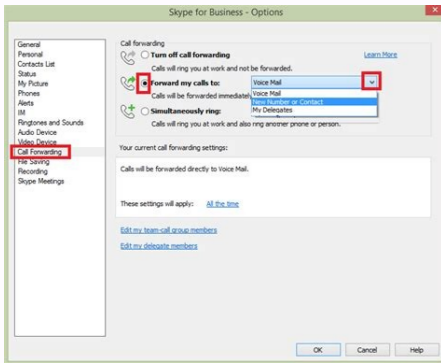 Skype for Business - Options
General
Personal
Contacts List
Status
My Picture
Phones
Alerts
IM
Ringtones and Sounds
Audio Device
Video Device
Call Forwarding
File Saving
Recording
Skype Meetings
Call forwarding
Turn off call forwarding
Learn More
Calls will ring you at work and not be forwarded.
Forward my calls to:
Voice Mail
Calls will be forwarded immediately
Voice Mail
New Number or Contact
My Delegates
Simultaneously ring:
Calls will ring you at work and also ring another phone or person.
Your current call forwarding settings:
Calls will be forwarded directly to Voice Mail.
These settings will apply: All the time
Edit my team-call group members
Edit my delegate members
OK Cancel Help